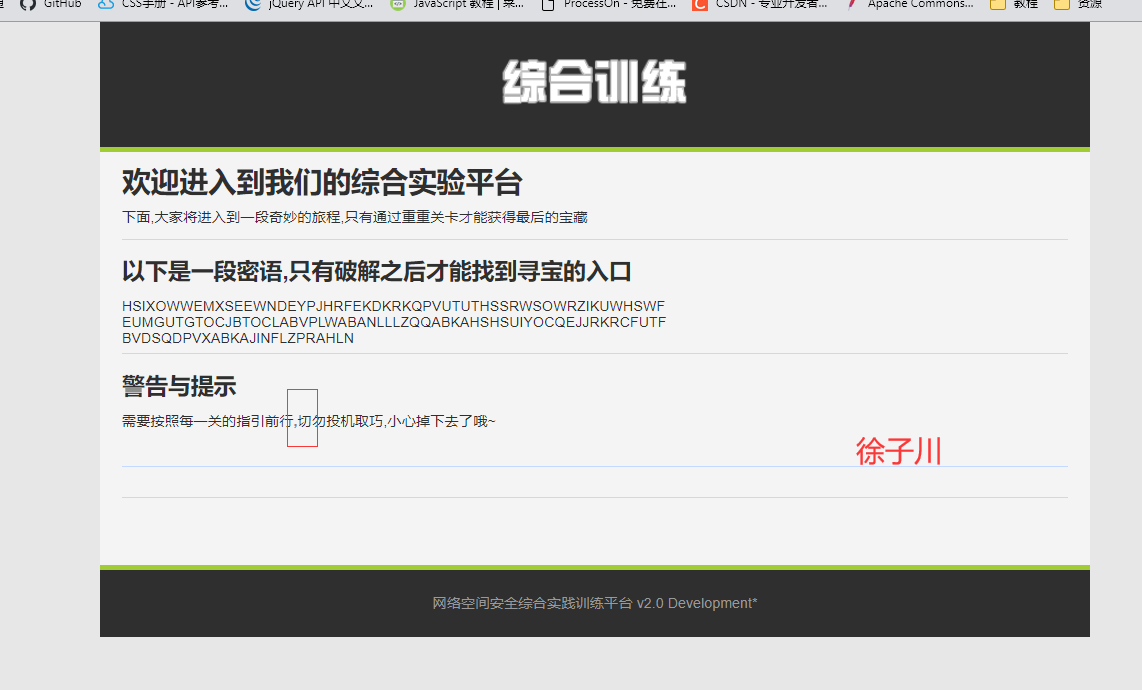 GitHub CSS手册 - API参考... jQuery API 中文文... JavaScript 教程 | 菜... ProcessOn - 免费在... CSDN - 专业开发者... Apache Commons... 教程 资源
综合训练
欢迎进入到我们的综合实验平台
下面,大家将进入到一段奇妙的旅程,只有通过重重关卡才能获得最后的宝藏
以下是一段密语,只有破解之后才能找到寻宝的入口
HSIXOWWEMXSEEWNDEYPJHRFEKDKRKQPVUTUTHSSRWSOWRZIKUWHSWF
EUMGUTGTOCJBTOCLABVPLWABANLLLZQQABKAHSHSUIYOCQEJJRKRCFUTF
BVDSQDPVXABKAJINFLZPRAHLN
警告与提示
需要按照每一关的指引前行,切勿投机取巧,小心掉下去了哦~
徐子川
网络空间安全综合实践训练平台 v2.0 Development*